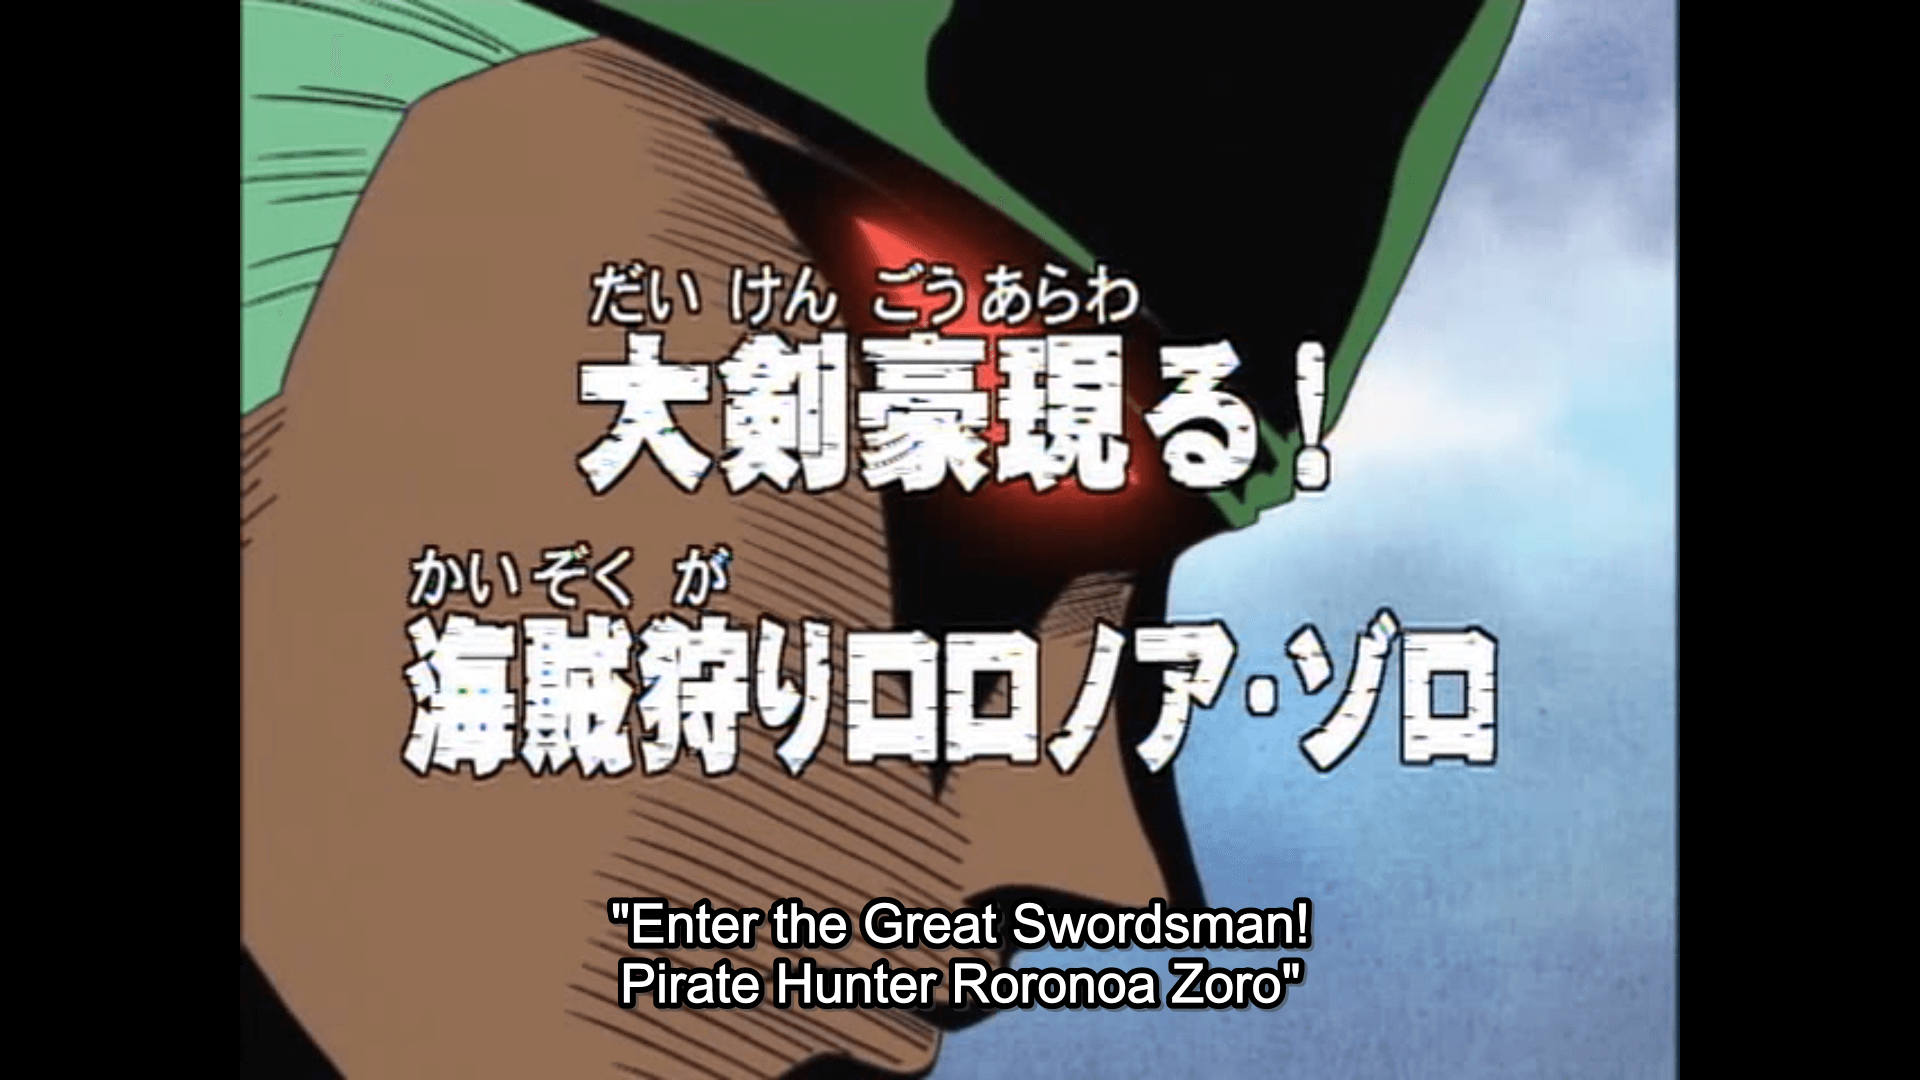 だい けん ごう あらわ
大剣豪現る!
かい ぞく が
海賊狩りロロノア・ゾロ
"Enter the Great Swordsman!
Pirate Hunter Roronoa Zoro"